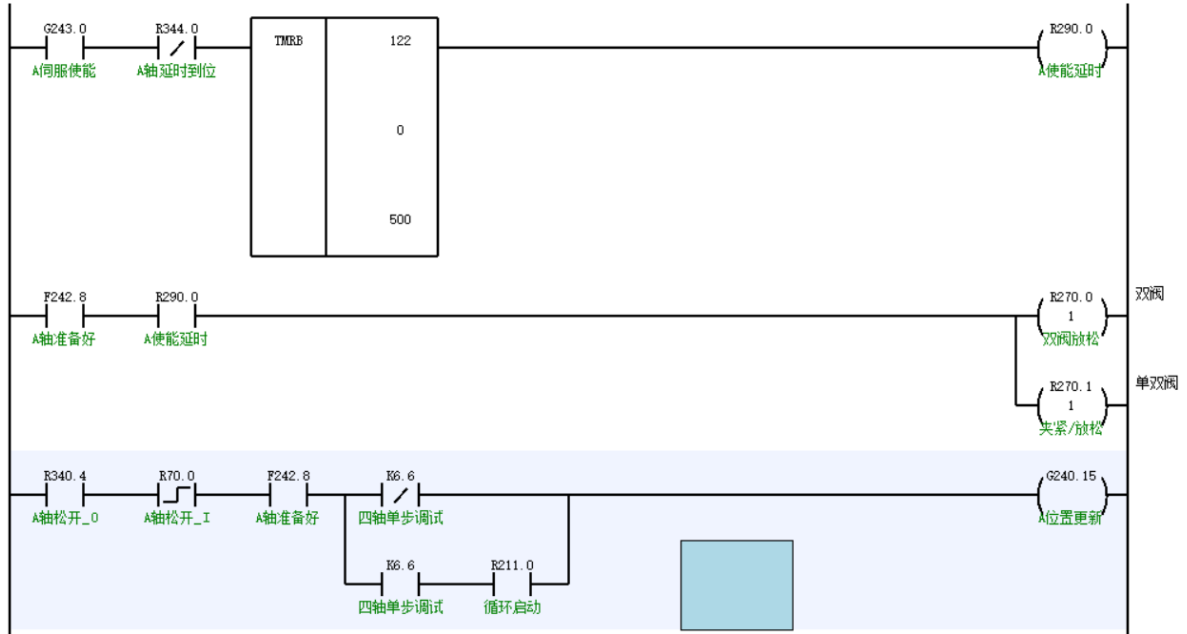 G243.0 R344.0 TMRB 122 R290.0
A伺服使能 A轴延时到位 A使能延时
0
500
F242.8 R290.0 R270.0 双阀
1
A轴准备好 A使能延时 双阀放松
R270.1 单双阀
1
夹紧/放松
R340.4 R70.0 F242.8 K6.6 G240.15
A轴松开_O A轴松开_I A轴准备好 四轴单步调试 A位置更新
K6.6 R211.0
四轴单步调试 循环启动